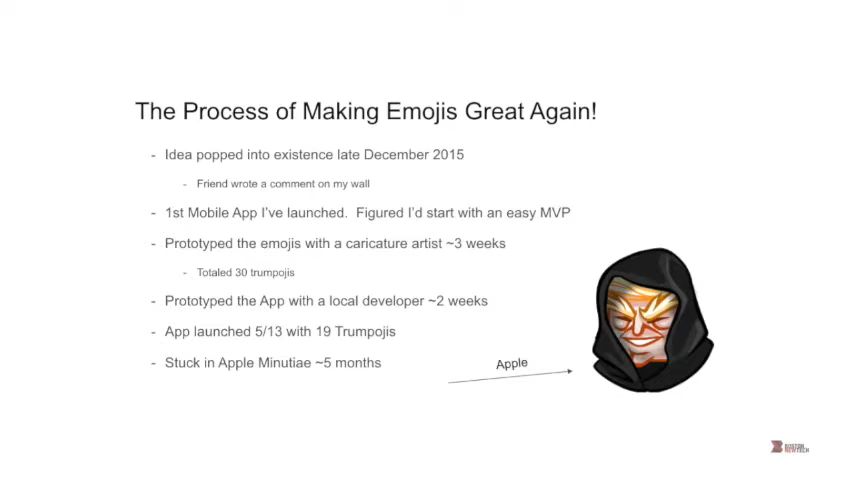 The Process of Making Emojis Great Again!
- Idea popped into existence late December 2015
- Friend wrote a comment on my wall
- 1st Mobile App I've launched. Figured I'd start with an easy MVP
- Prototyped the emojis with a caricature artist ~3 weeks
- Totaled 30 trumpojis
- Prototyped the App with a local developer ~2 weeks
- App launched 5/13 with 19 Trumpojis
- Stuck in Apple Minutiae ~5 months
Apple
BOSTON
NEWTECH